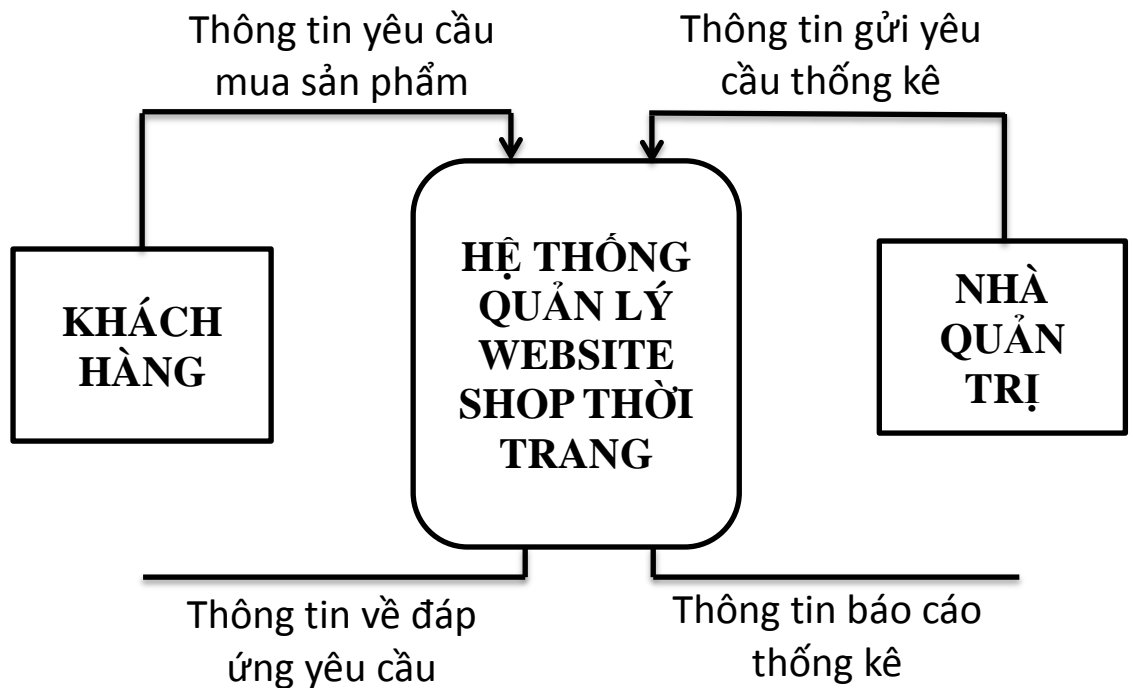 Thông tin yêu cầu
mua sản phẩm
Thông tin gửi yêu
cầu thống kê
KHÁCH
HÀNG
HỆ THỐNG
QUẢN LÝ
WEBSITE
SHOP THỜI
TRANG
NHÀ
QUẢN
TRỊ
Thông tin về đáp
ứng yêu cầu
Thông tin báo cáo
thống kê